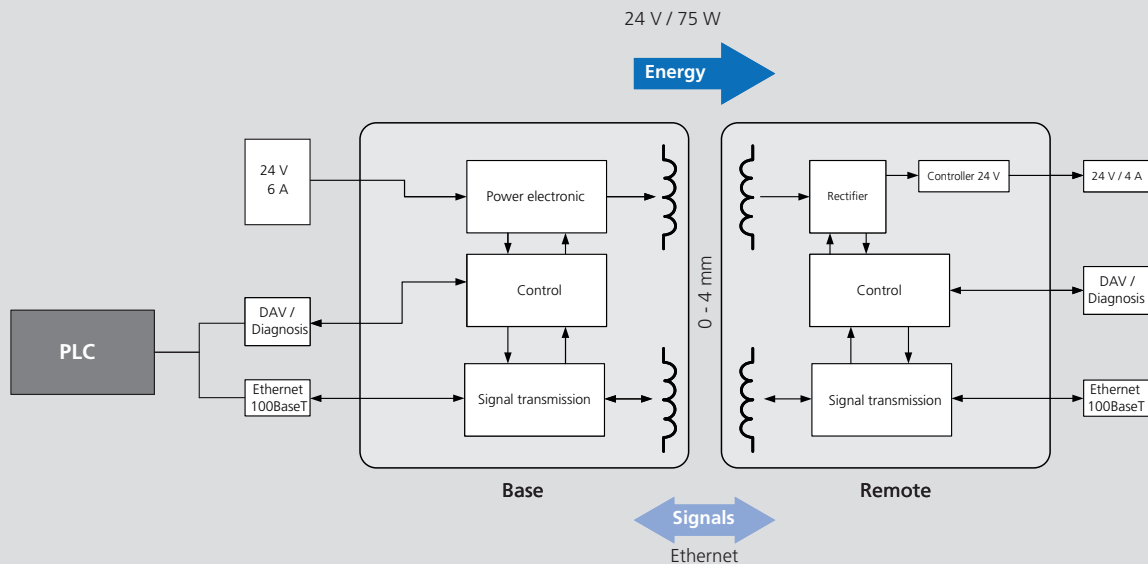 24 V / 75 W
Energy
24 V
6 A
Power electronic
Rectifier
Controller 24 V
24 V / 4 A
0 - 4 mm
Control
Control
DAV /
Diagnosis
DAV /
Diagnosis
PLC
Ethernet
100BaseT
Signal transmission
Signal transmission
Ethernet
100BaseT
Base
Remote
Signals
Ethernet